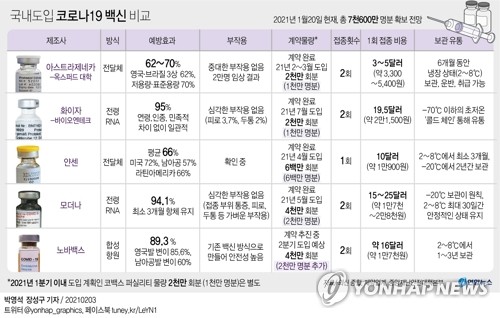 국내도입 코로나19 백신 비교
2021년 1월20일 현재, 총 7천600만 명분 확보 전망
제조사 방식 예방효과 부작용 계약물량* 접종횟수 1회 접종 비용 보관 유통
아스트라제네카
-옥스퍼드 대학
전달체
62~70%
영국·브라질 3상 62%,
저용량·표준용량 70%
중대한 부작용 없음
2만명 임상 결과
계약 완료
21년 2~3월 도입
2천만 회분
(1천만 명분)
2회
3~5달러
(약 3,300
~5,400원)
6개월 동안
냉장 상태(2~8℃)
보관, 운반, 취급 가능
화이자
-바이오엔테크
전령
RNA
95%
연령,인종, 민족적
차이 없이 일관적
심각한 부작용 없음
(피로 3.7%, 두통 2%)
계약 완료
21년 7월 도입
2천만 회분
(1천만 명분)
2회
19.5달러
(약 2만1,500원)
-70℃ 이하의 초저온
'콜드 체인' 통해 유통
얀센
전달체
평균 66%
미국 72%, 남아공 57%
라틴아메리카 66%
확인 중
계약 완료
21년 4월 도입
6백만 회분
(6백만 명분)
1회
10달러
(약 1만900원)
2~8℃에서 최소 3개월,
-20℃에서 2년간 보관
모더나
전령
RNA
94.1%
최소 3개월 항체 유지
심각한 부작용 없음
(접종 부위 통증, 피로,
두통 등 가벼운 부작용)
계약 완료
21년 5월 도입
4천만 회분
(2천만 명분)
2회
15~25달러
(약 1만7천
~2만8천원)
-20℃ 보관이 원칙,
2~8℃ 최대 30일간
안정적인 상태 유지
노바백스
합성
항원
89.3%
영국발 변이 85.6%,
남아공발 변이 60%
기존 백신 방식으로
만들어 안전성 높음
계약 추진 중
2분기 도입 예상
4천만 회분
(2천만 명분 추가)
2회
약 16달러
(약 1만7천원)
2~8℃에서
1~3년 보관
*2021년 1분기 이내 도입 계획인 코백스 퍼실리티 물량 2천만 회분 (1천만 명분)은 별도
연합뉴스
YONHAPNEWS
박영석 장성구 기자 / 20210203
트위터 @yonhap_graphics, 페이스북 tuney.kr/LeYN1